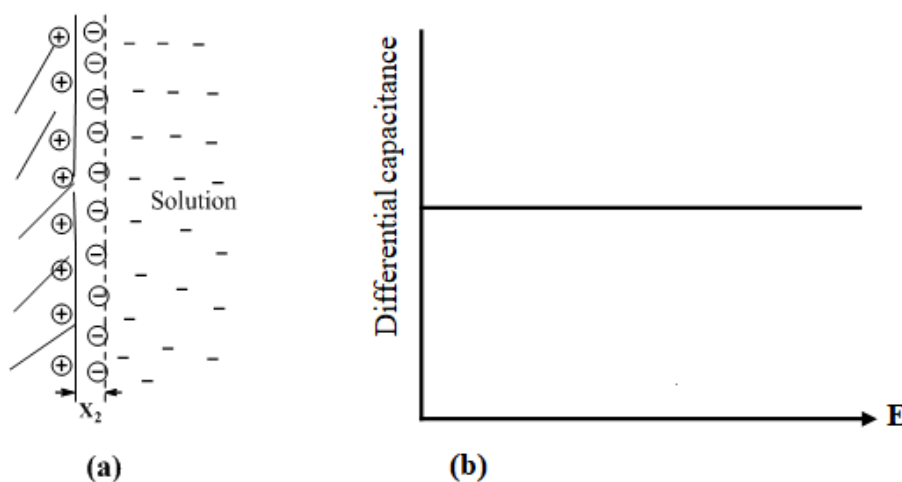 Solution
X₂
(a)
Differential capacitance
E
(b)